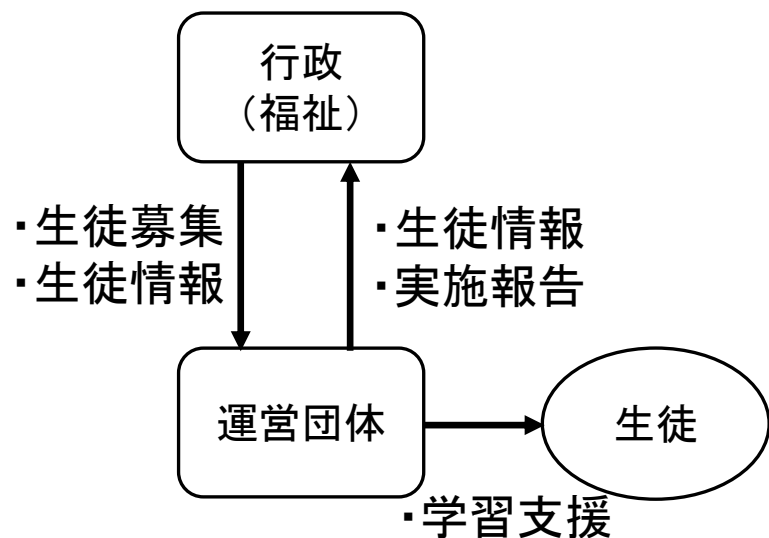 行政
（福祉）
・生徒募集
・生徒情報
・生徒情報
・実施報告
運営団体
生徒
・学習支援